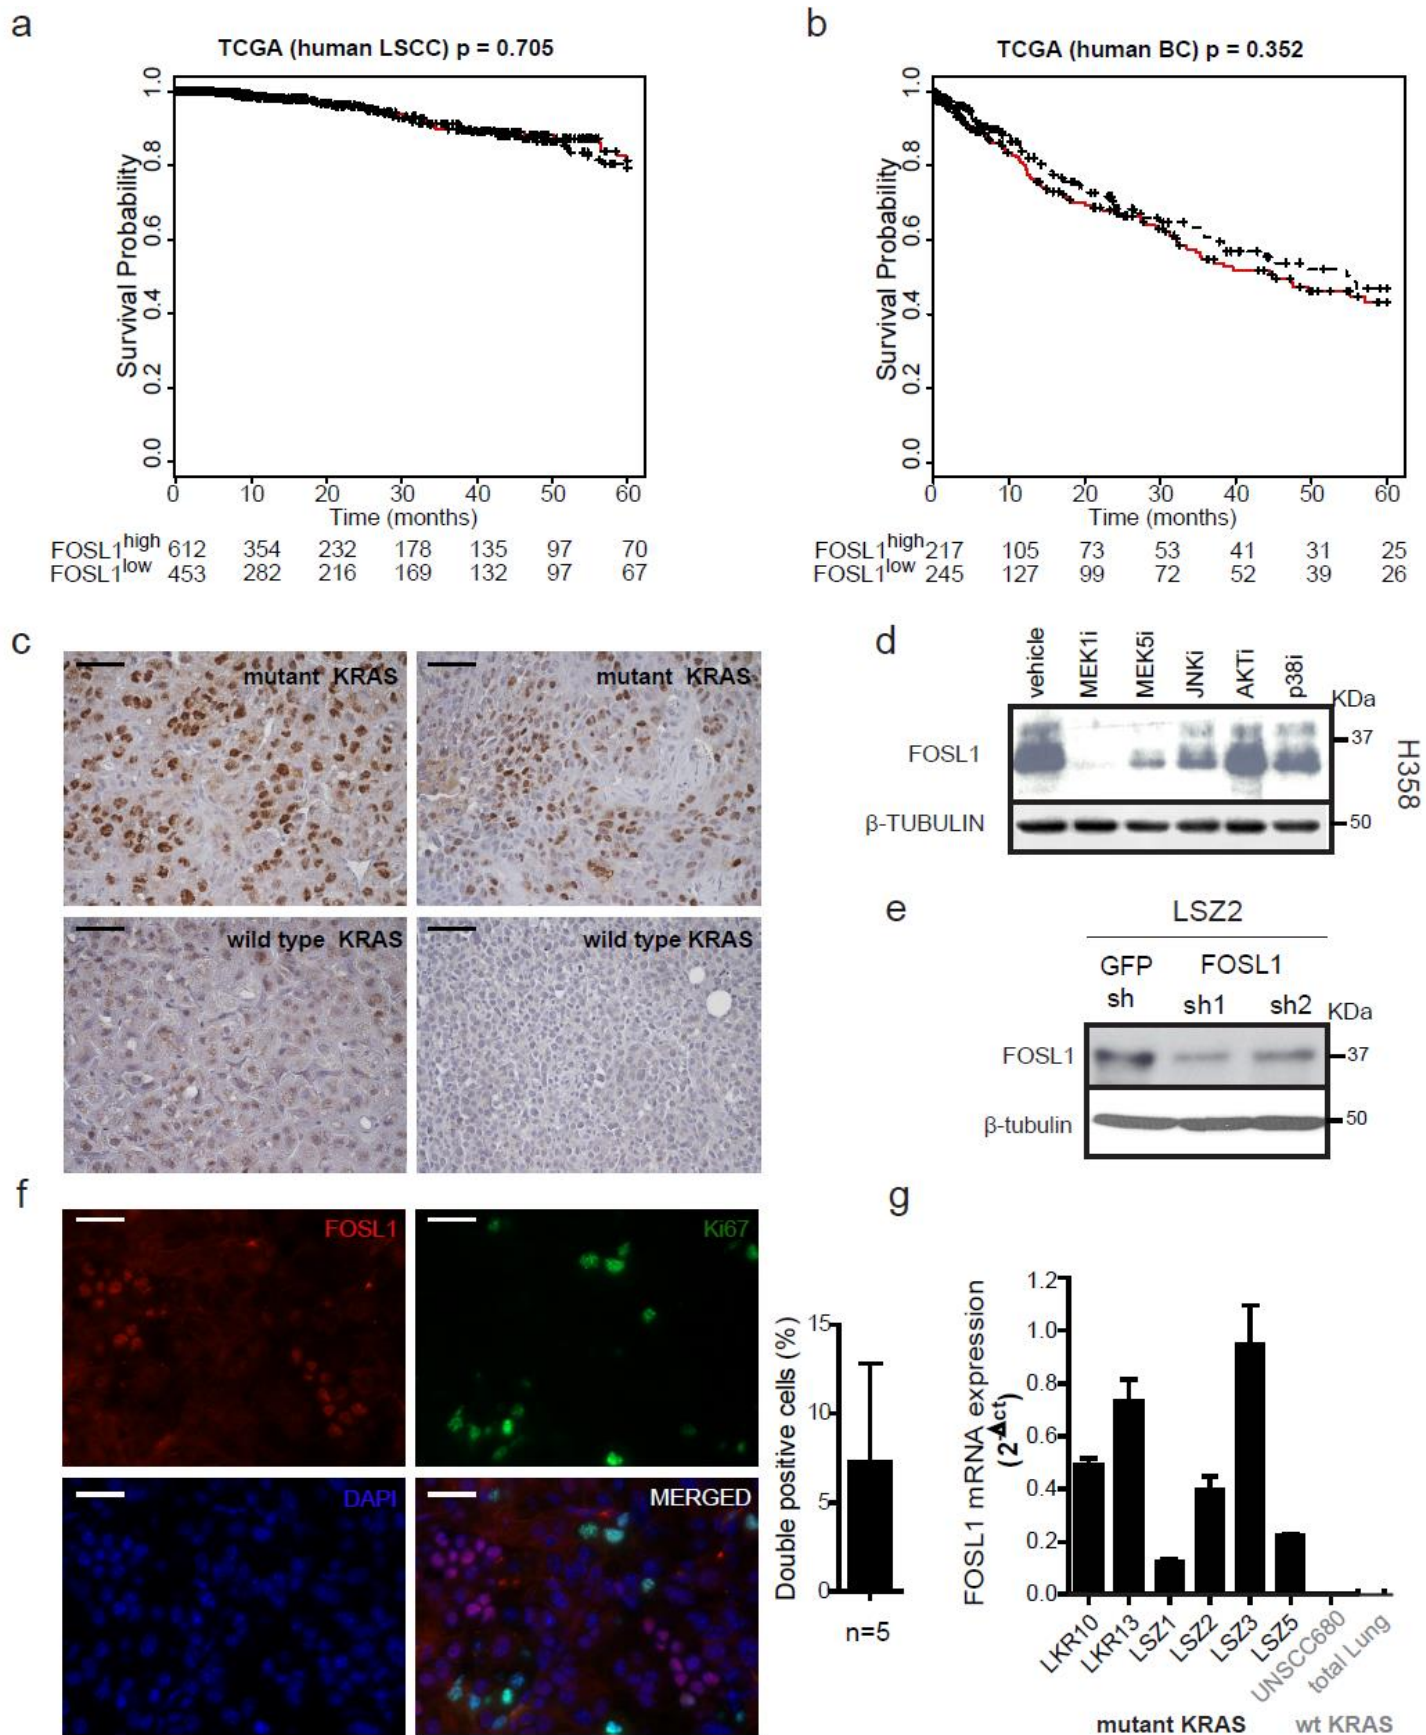 a
TCGA (human LSCC) p = 0.705
Survival Probability
1.0
0.8
0.6
0.4
0.2
0.0
0 10 20 30 40 50 60
Time (months)
FOSL1high 612 354 232 178 135 97 70
FOSL1low 453 282 216 169 132 97 67
b
TCGA (human BC) p = 0.352
Survival Probability
1.0
0.8
0.6
0.4
0.2
0.0
0 10 20 30 40 50 60
Time (months)
FOSL1high 217 105 73 53 41 31 25
FOSL1low 245 127 99 72 52 39 26
c
mutant KRAS
mutant KRAS
wild type KRAS
wild type KRAS
d
vehicle MEK1i MEK5i JNKi AKTi p38i
KDa
FOSL1
37
β-TUBULIN
50
H358
e
LSZ2
GFP FOSL1
sh sh1 sh2
KDa
FOSL1
37
β-tubulin
50
f
FOSL1
Ki67
DAPI
MERGED
Double positive cells (%)
15
10
5
0
n=5
g
FOSL1 mRNA expression
(2-Δct)
1.2
1.0
0.8
0.6
0.4
0.2
0.0
LKR10 LKR13 LSZ1 LSZ2 LSZ3 LSZ5 UNSCC680 total Lung
mutant KRAS wt KRAS